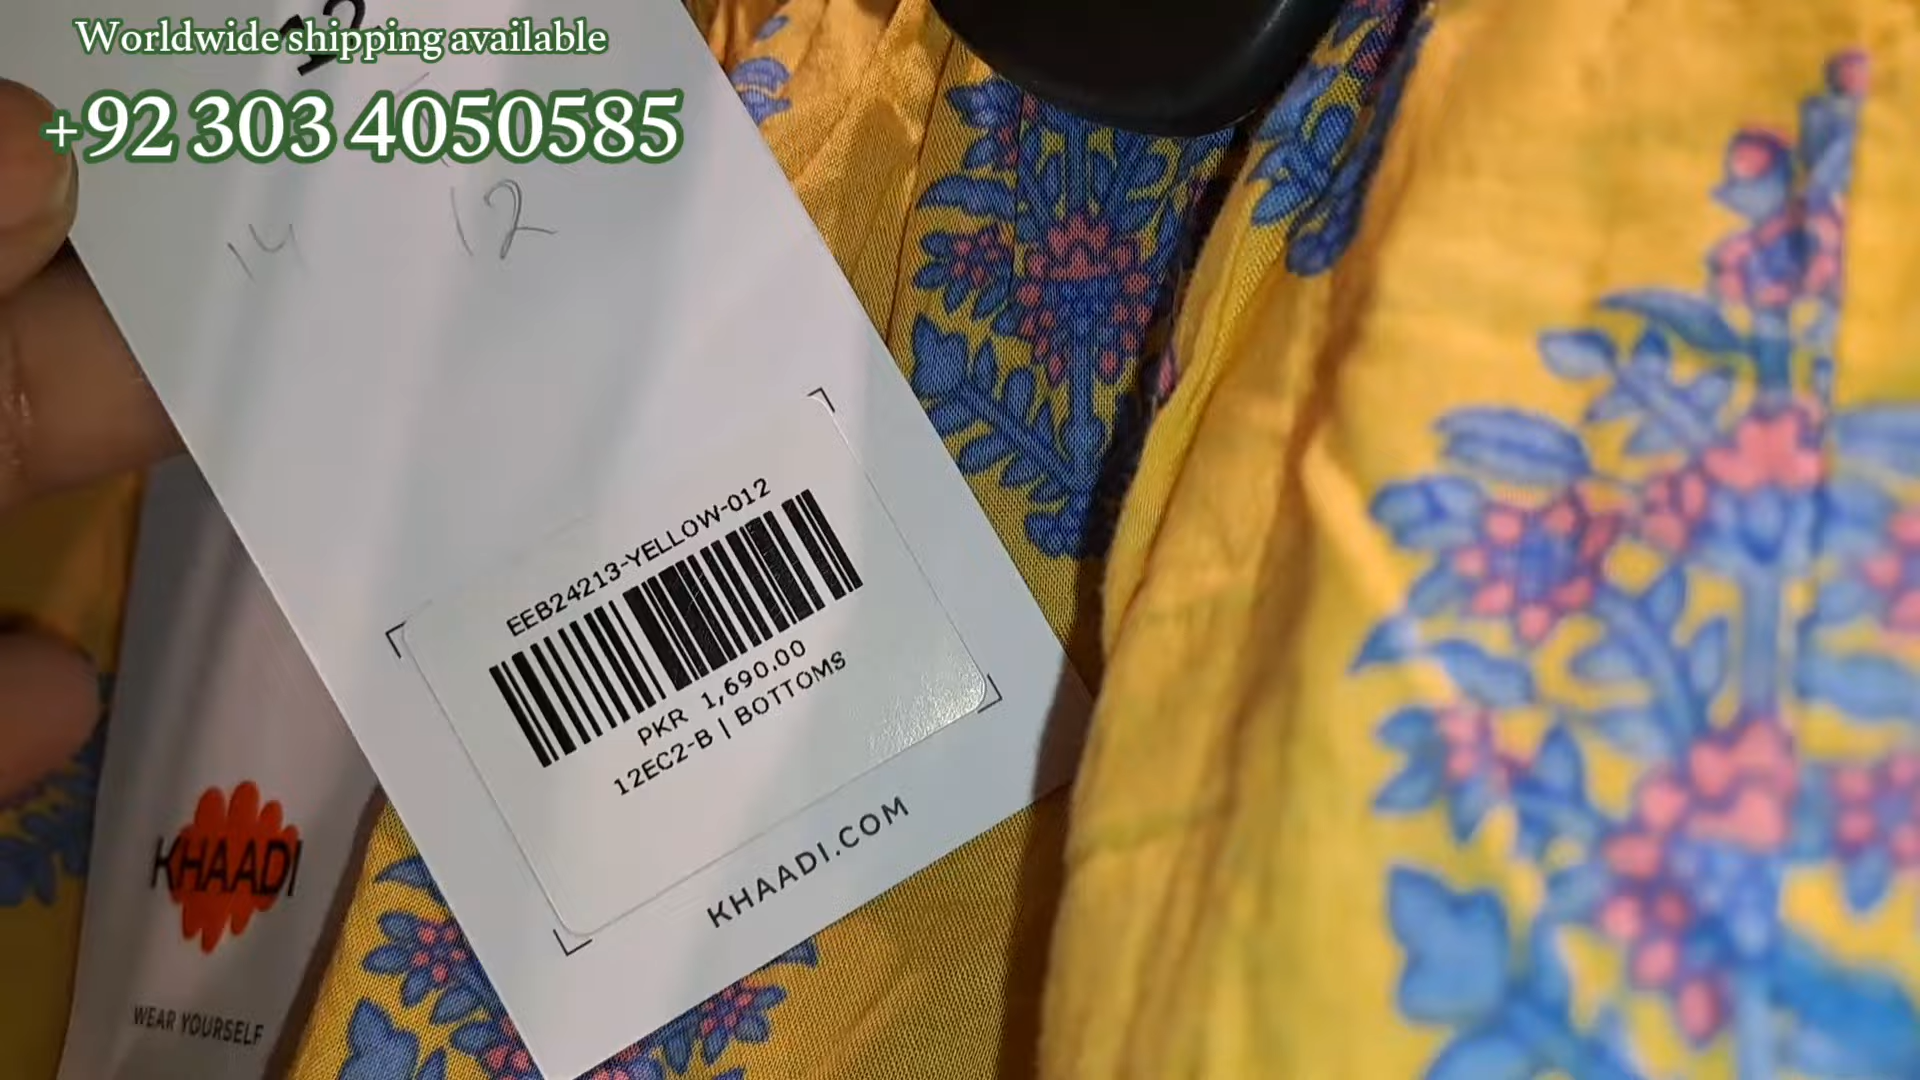 Worldwide shipping available
+92 303 4050585
14
12
EEB24213-YELLOW-012
PKR 1,690.00
12EC2-B | BOTTOMS
KHAADI.COM
KHAADI
WEAR YOURSELF